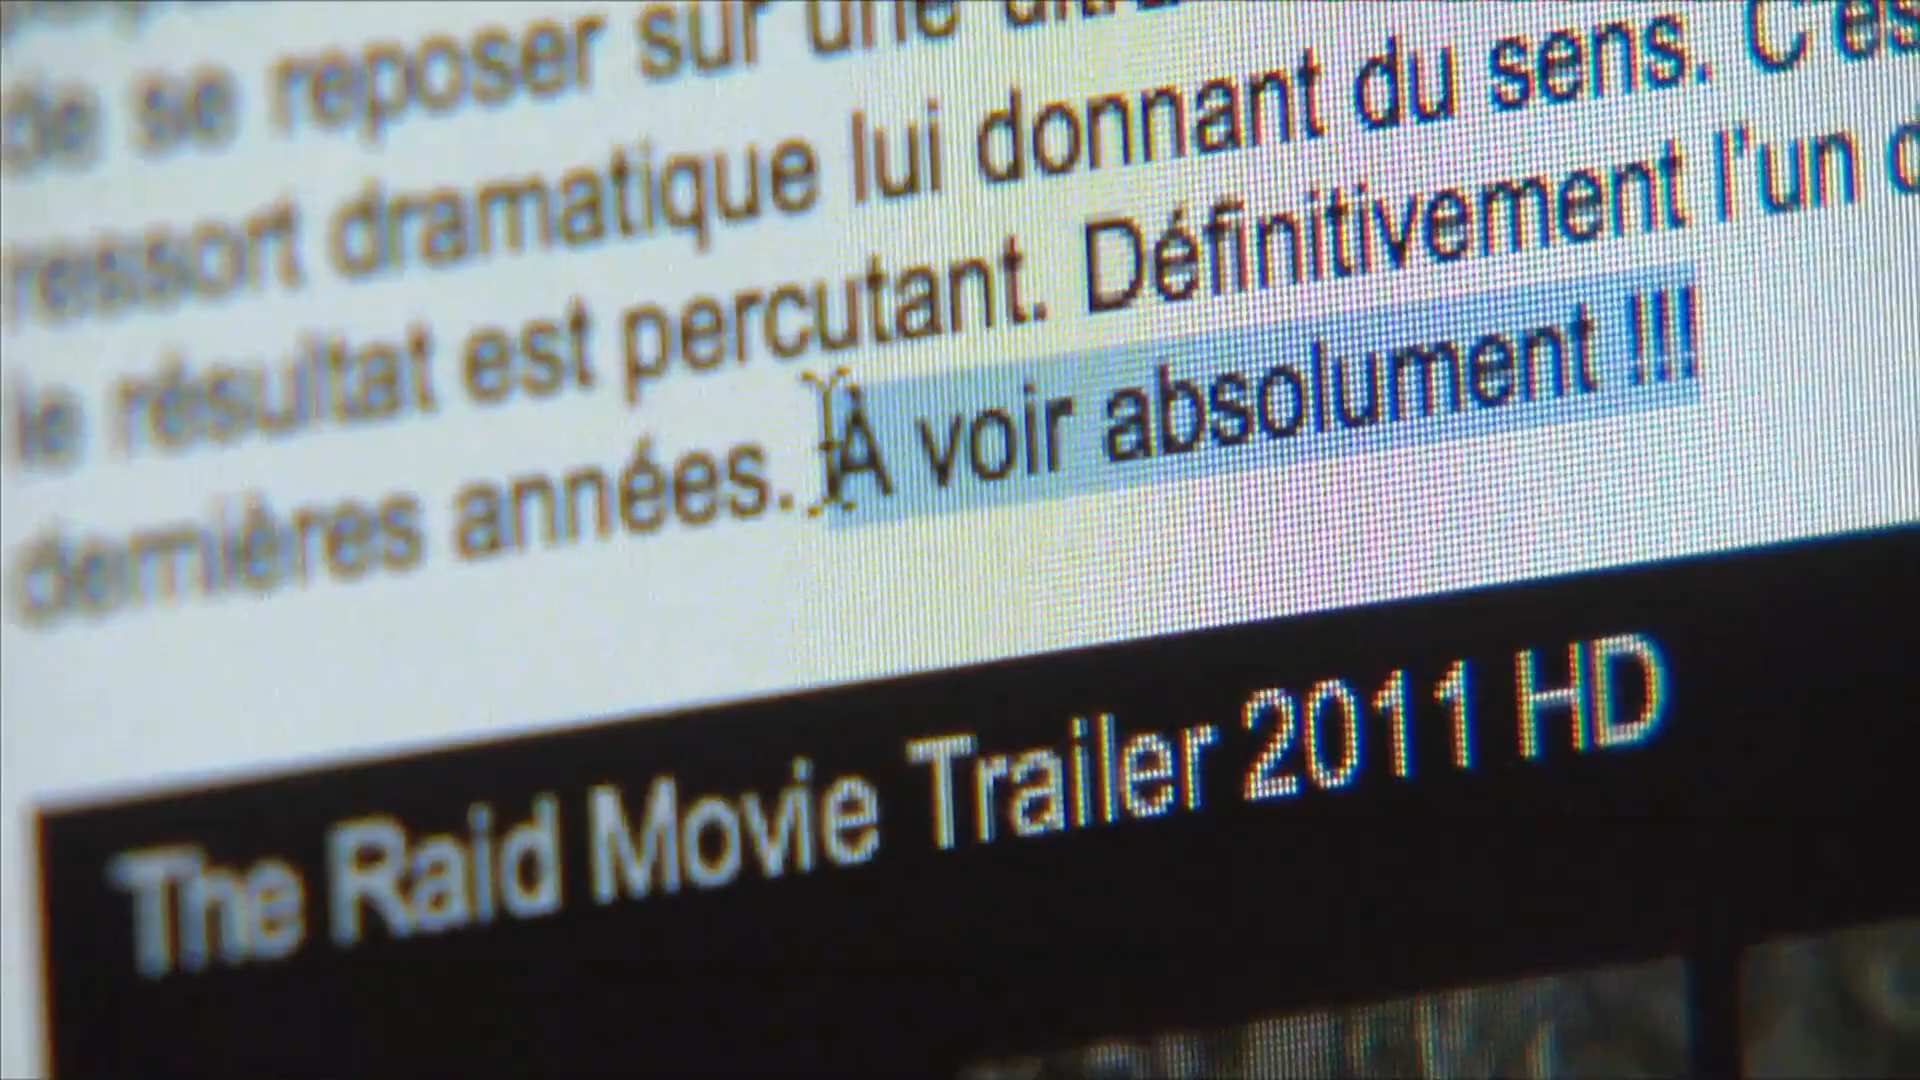 de se reposer sur une
ressort dramatique lui donnant du sens. C'es
le résultat est percutant. Définitivement l'un
dernières années. À voir absolument !!!
The Raid Movie Trailer 2011 HD